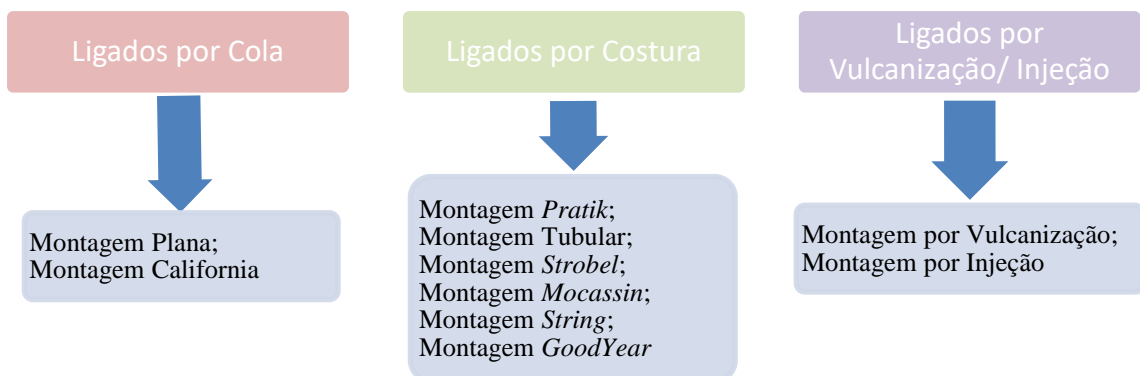 Ligados por Cola
Montagem Plana;
Montagem California
Ligados por Costura
Montagem Pratik;
Montagem Tubular;
Montagem Strobel;
Montagem Mocassin;
Montagem String;
Montagem GoodYear
Ligados por
Vulcanização/ Injeção
Montagem por Vulcanização;
Montagem por Injeção